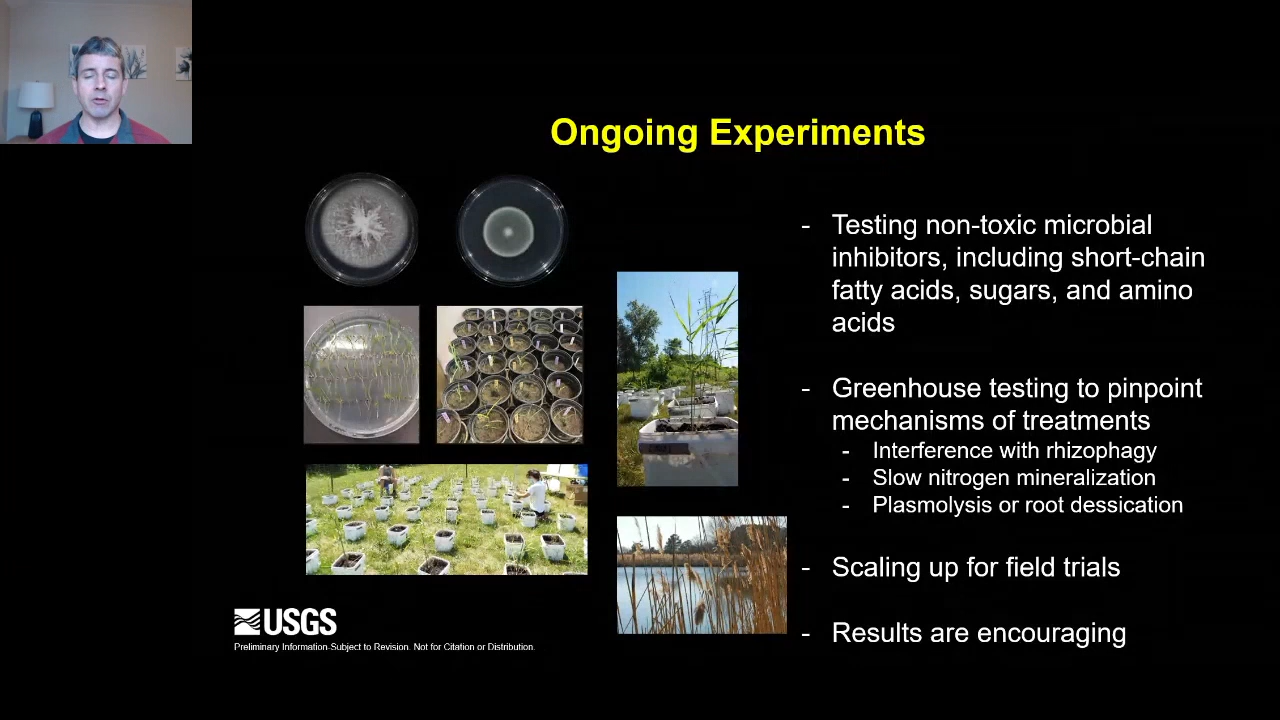 Ongoing Experiments
- Testing non-toxic microbial
inhibitors, including short-chain
fatty acids, sugars, and amino
acids
- Greenhouse testing to pinpoint
mechanisms of treatments
- Interference with rhizophagy
- Slow nitrogen mineralization
- Plasmolysis or root dessication
- Scaling up for field trials
- Results are encouraging
USGS
Preliminary Information-Subject to Revision. Not for Citation or Distribution.